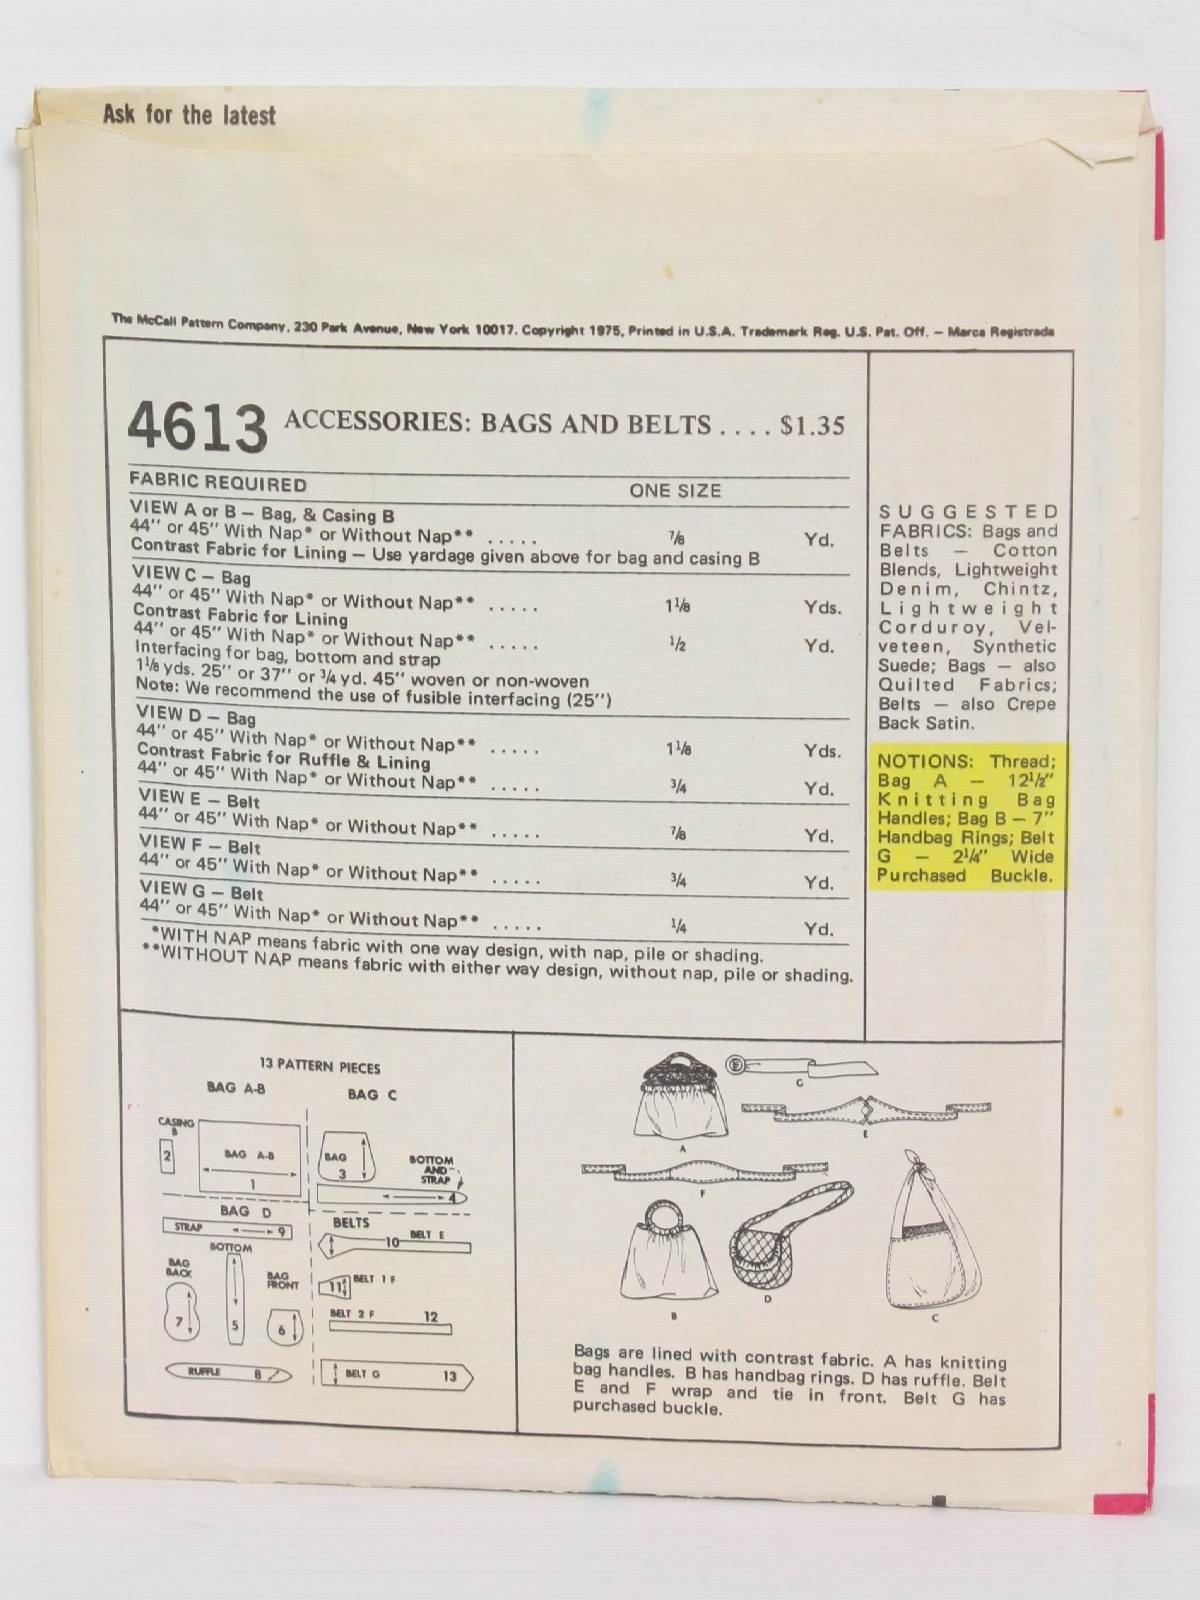 Ask for the latest
The McCall Pattern Company, 230 Park Avenue, New York 10017. Copyright 1975, Printed in U.S.A. Trademark Reg. U.S. Pat. Off. – Marca Registrada
4613 ACCESSORIES: BAGS AND BELTS .... $1.35
FABRIC REQUIRED ONE SIZE
VIEW A or B – Bag, & Casing B
44" or 45" With Nap* or Without Nap** ..... 7/8 Yd.
Contrast Fabric for Lining – Use yardage given above for bag and casing B
VIEW C – Bag
44" or 45" With Nap* or Without Nap** ..... 1 1/8 Yds.
Contrast Fabric for Lining
44" or 45" With Nap* or Without Nap** ..... 1/2 Yd.
Interfacing for bag, bottom and strap
1 1/8 yds. 25" or 37" or 3/4 yd. 45" woven or non-woven
Note: We recommend the use of fusible interfacing (25")
VIEW D – Bag
44" or 45" With Nap* or Without Nap** ..... 1 1/8 Yds.
Contrast Fabric for Ruffle & Lining
44" or 45" With Nap* or Without Nap** ..... 3/4 Yd.
VIEW E – Belt
44" or 45" With Nap* or Without Nap** ..... 7/8 Yd.
VIEW F – Belt
44" or 45" With Nap* or Without Nap** ..... 3/4 Yd.
VIEW G – Belt
44" or 45" With Nap* or Without Nap** ..... 1/4 Yd.
*WITH NAP means fabric with one way design, with nap, pile or shading.
**WITHOUT NAP means fabric with either way design, without nap, pile or shading.
SUGGESTED
FABRICS: Bags and
Belts – Cotton
Blends, Lightweight
Denim, Chintz,
Lightweight
Corduroy, Vel-
veteen, Synthetic
Suede; Bags – also
Quilted Fabrics;
Belts – also Crepe
Back Satin.
NOTIONS: Thread;
Bag A – 12 1/2"
Knitting Bag
Handles; Bag B – 7"
Handbag Rings; Belt
G – 2 1/4" Wide
Purchased Buckle.
13 PATTERN PIECES
BAG A-B
CASING
B
2
BAG A-B
1
BAG C
BAG
3
BOTTOM
AND
STRAP
4
BAG D
STRAP 9
BOTTOM
5
BAG
BACK
7
BAG
FRONT
6
RUFFLE 8
BELTS
10 BELT E
11 BELT 1 F
BELT 2 F 12
BELT G 13
A
G
E
F
B
D
C
Bags are lined with contrast fabric. A has knitting
bag handles. B has handbag rings. D has ruffle. Belt
E and F wrap and tie in front. Belt G has
purchased buckle.